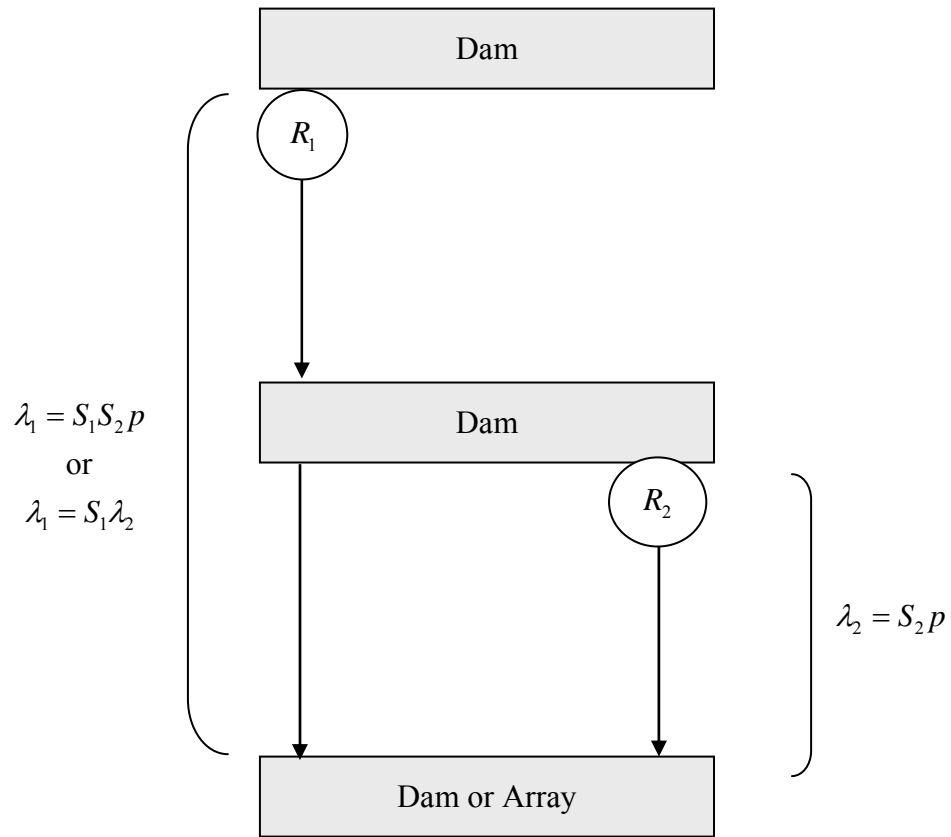 Dam
R₁
Dam
λ₁ = S₁S₂p
or
λ₁ = S₁λ₂
R₂
λ₂ = S₂p
Dam or Array